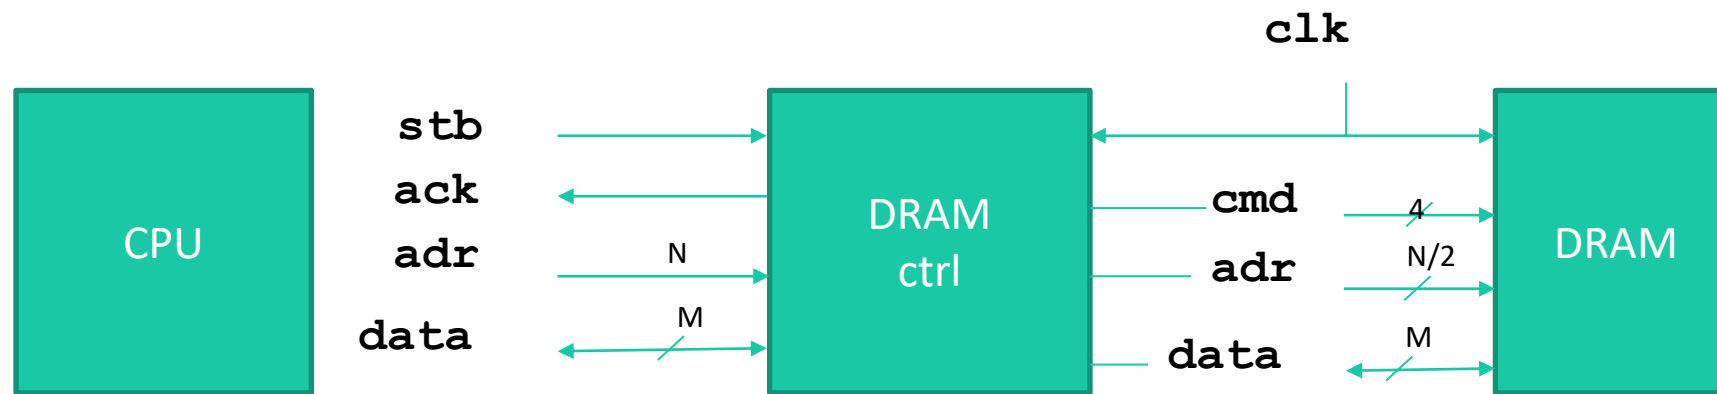 clk
CPU
stb
ack
adr
N
data
M
DRAM
ctrl
cmd
4
adr
N/2
data
M
DRAM